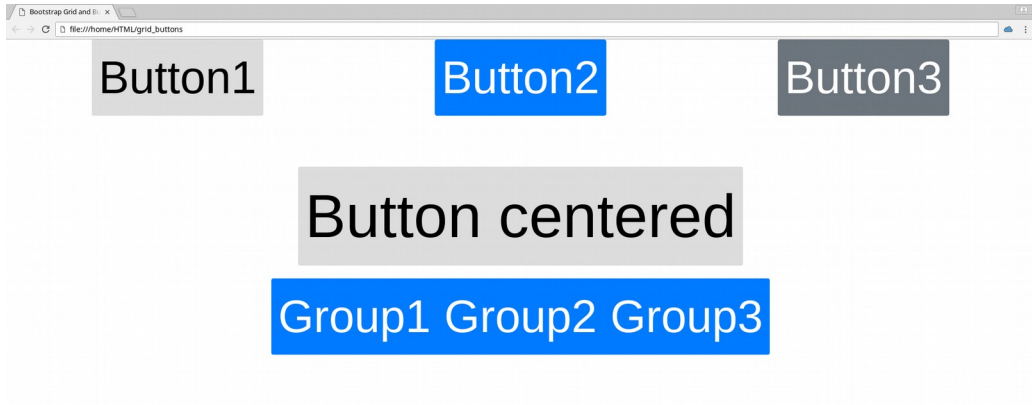 Bootstrap Grid and Bu
file:///home/HTML/grid_buttons
Button1 Button2 Button3
Button centered
Group1 Group2 Group3